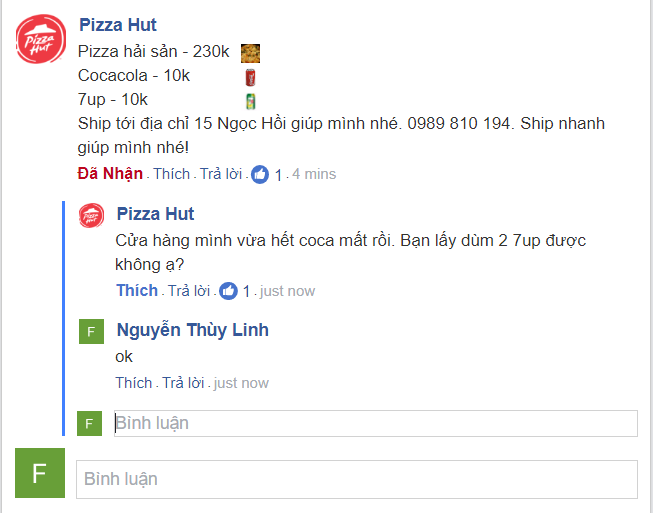 Pizza Hut
Pizza Hut
Pizza hải sản - 230k
Cocacola - 10k
7up - 10k
Ship tới địa chỉ 15 Ngọc Hồi giúp mình nhé. 0989 810 194. Ship nhanh
giúp mình nhé!
Đã Nhận . Thích . Trả lời . 1 . 4 mins
Pizza Hut
Pizza Hut
Cửa hàng mình vừa hết coca mất rồi. Bạn lấy dùm 2 7up được
không ạ?
Thích . Trả lời . 1 . just now
F
Nguyễn Thùy Linh
ok
Thích . Trả lời . just now
F
Bình luận
F
Bình luận